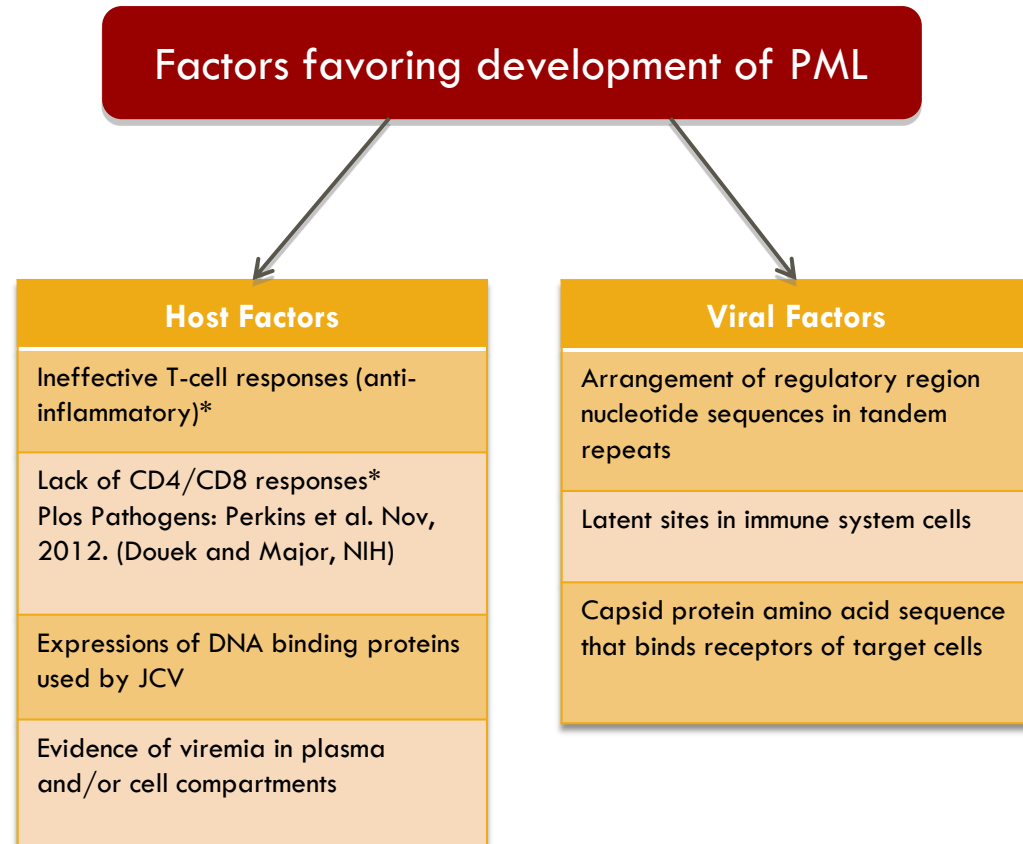 Factors favoring development of PML
Host Factors
Ineffective T-cell responses (anti-
inflammatory)*
Lack of CD4/CD8 responses*
Plos Pathogens: Perkins et al. Nov,
2012. (Douek and Major, NIH)
Expressions of DNA binding proteins
used by JCV
Evidence of viremia in plasma
and/or cell compartments
Viral Factors
Arrangement of regulatory region
nucleotide sequences in tandem
repeats
Latent sites in immune system cells
Capsid protein amino acid sequence
that binds receptors of target cells